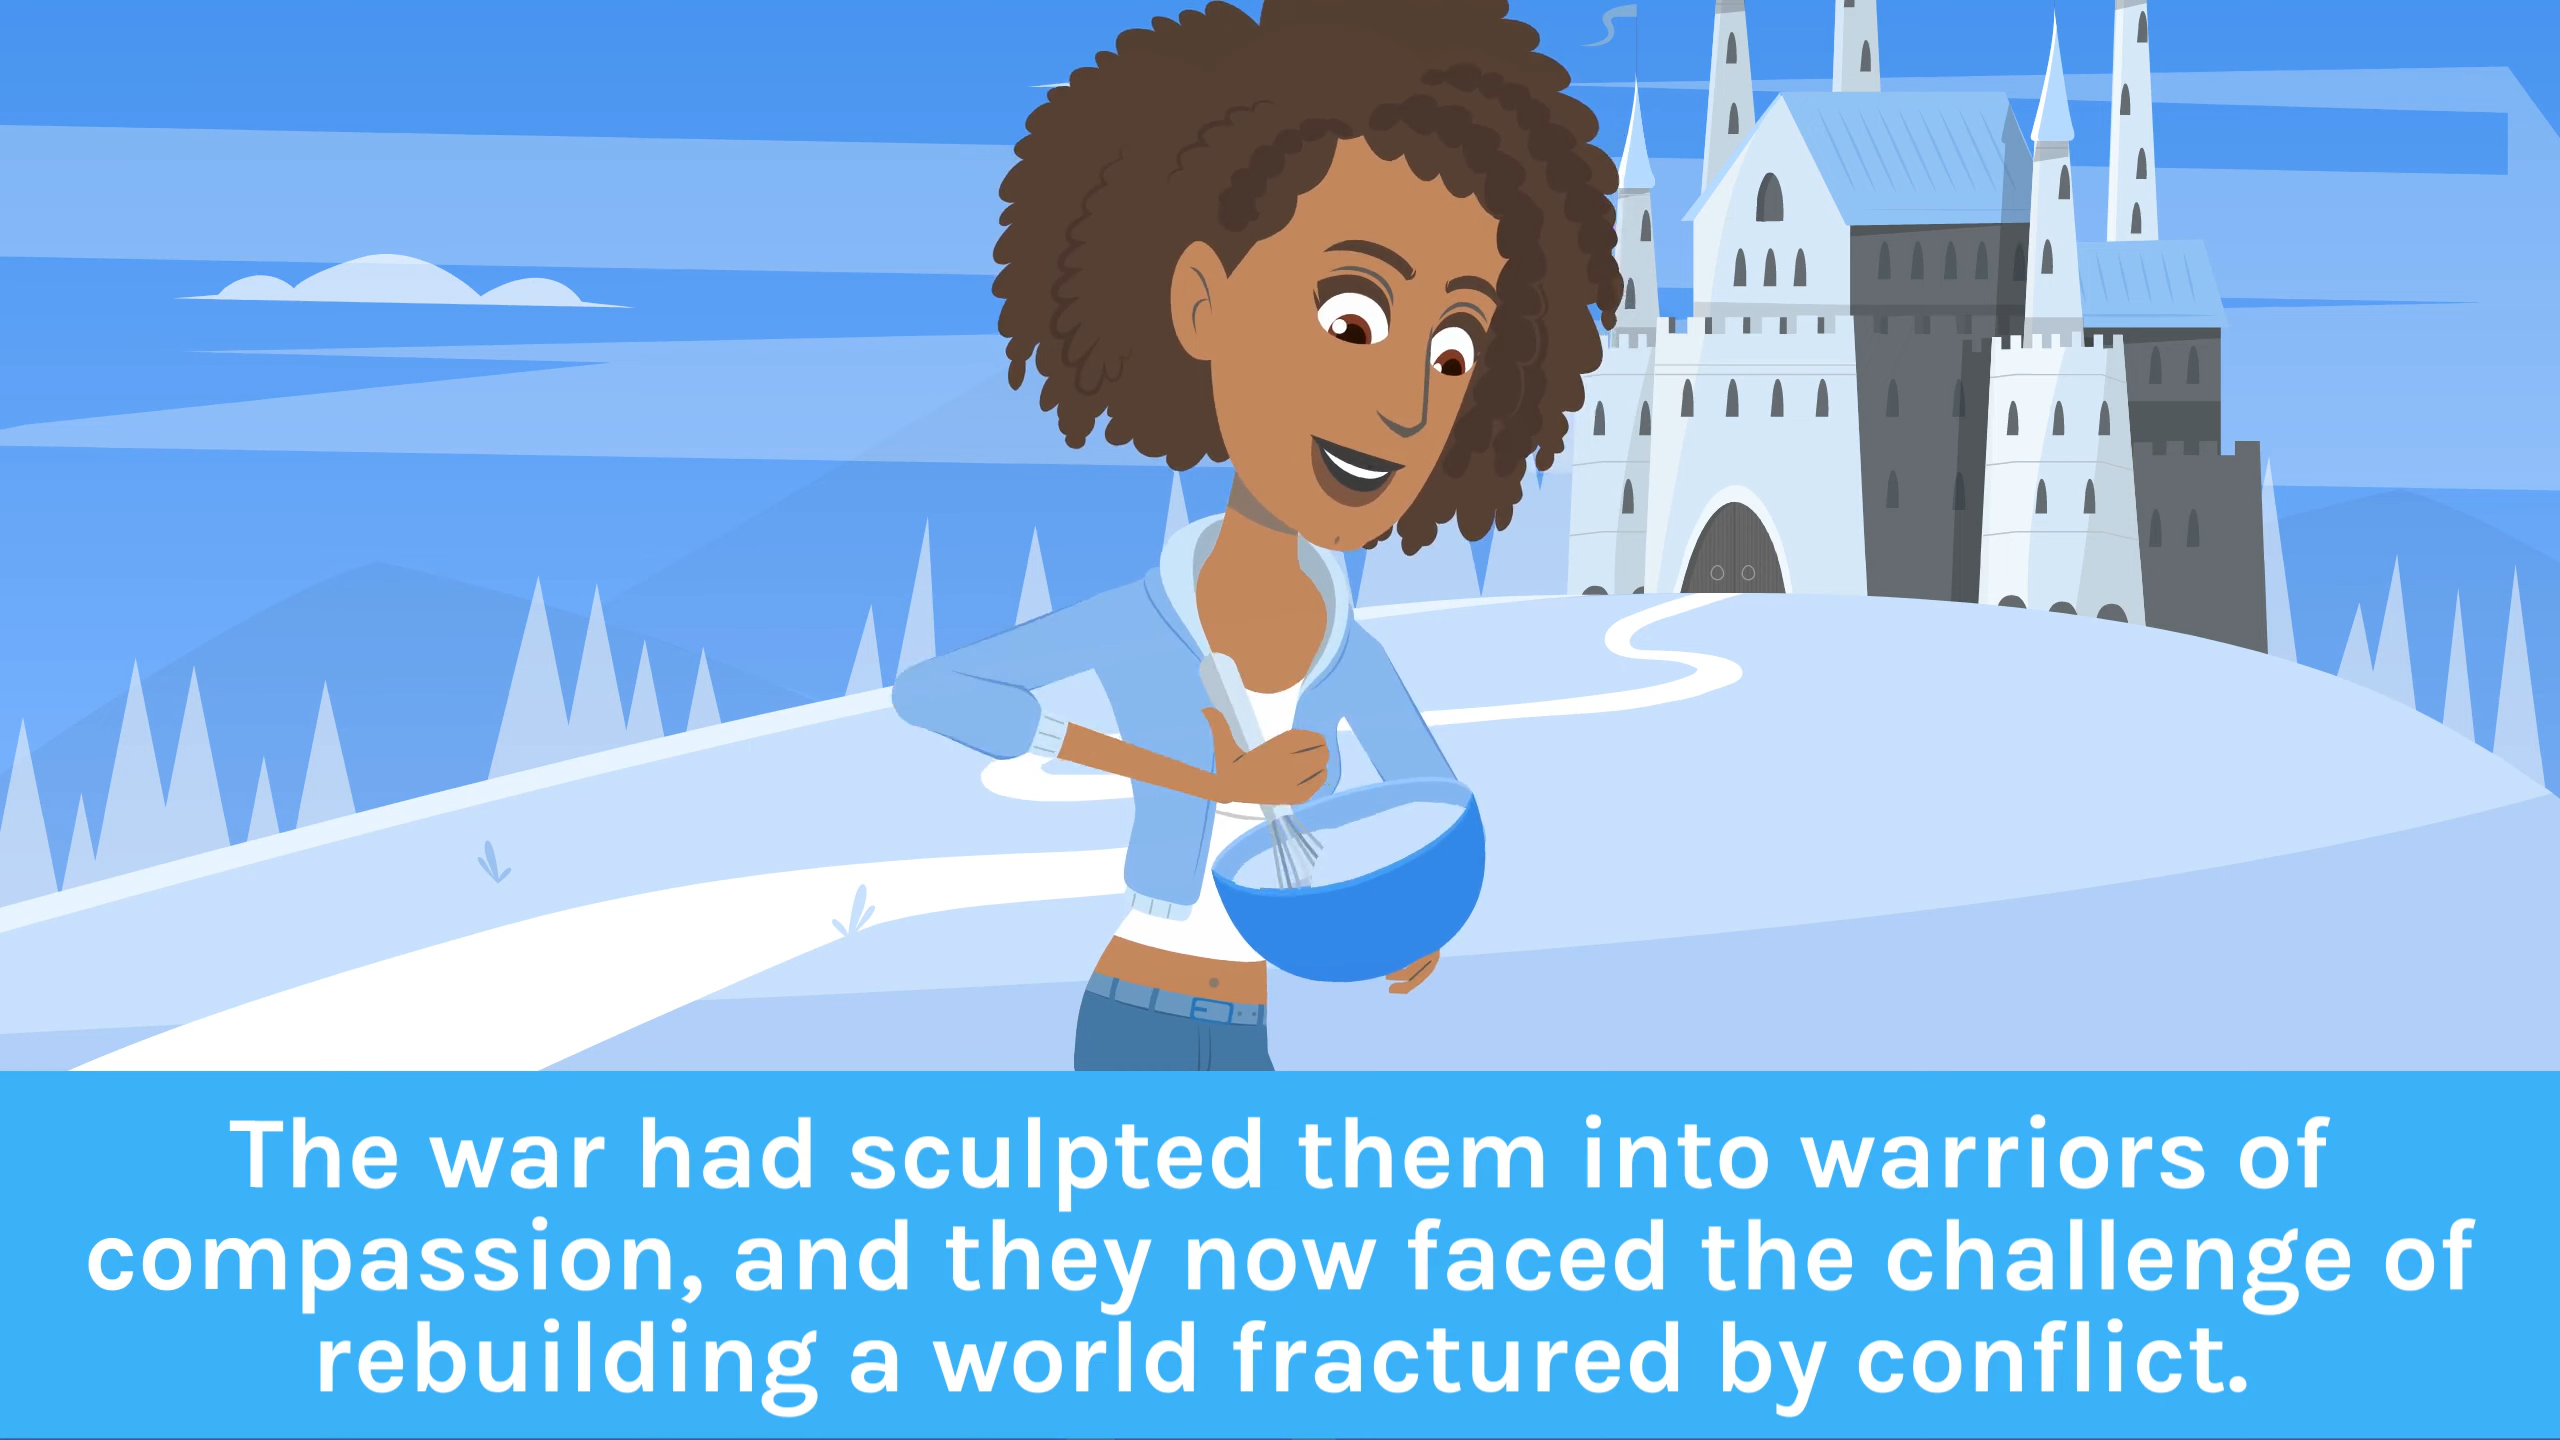 The war had sculpted them into warriors of
compassion, and they now faced the challenge of
rebuilding a world fractured by conflict.